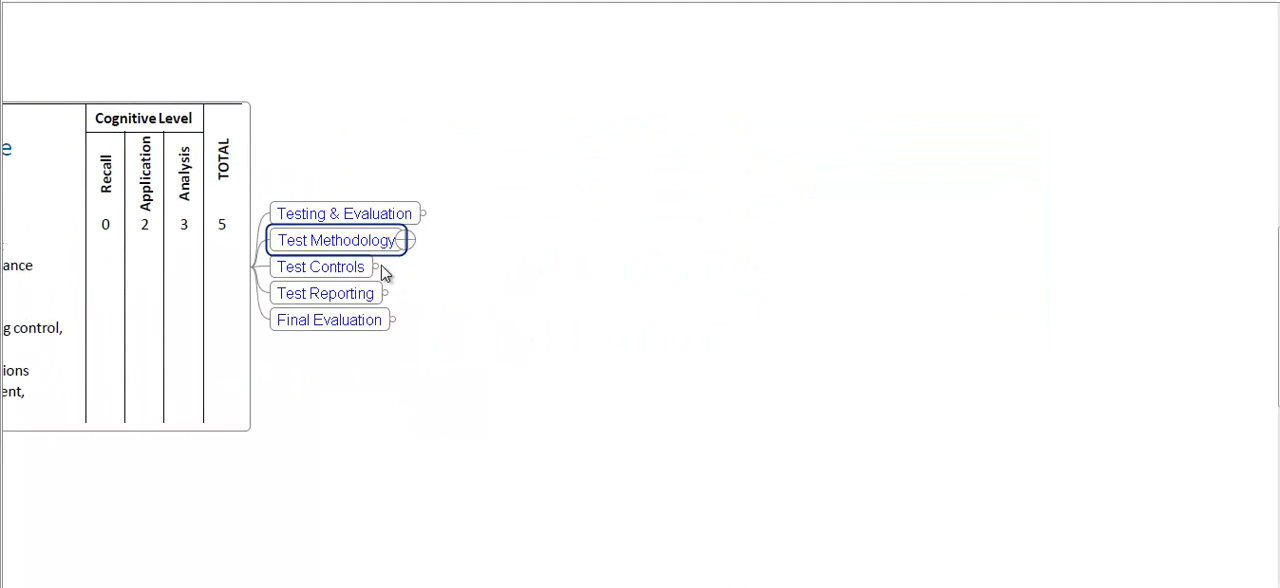 Cognitive Level
Recall
Application
Analysis
TOTAL
0 2 3 5
ance
g control,
ions
ent,
Testing & Evaluation
Test Methodology
Test Controls
Test Reporting
Final Evaluation